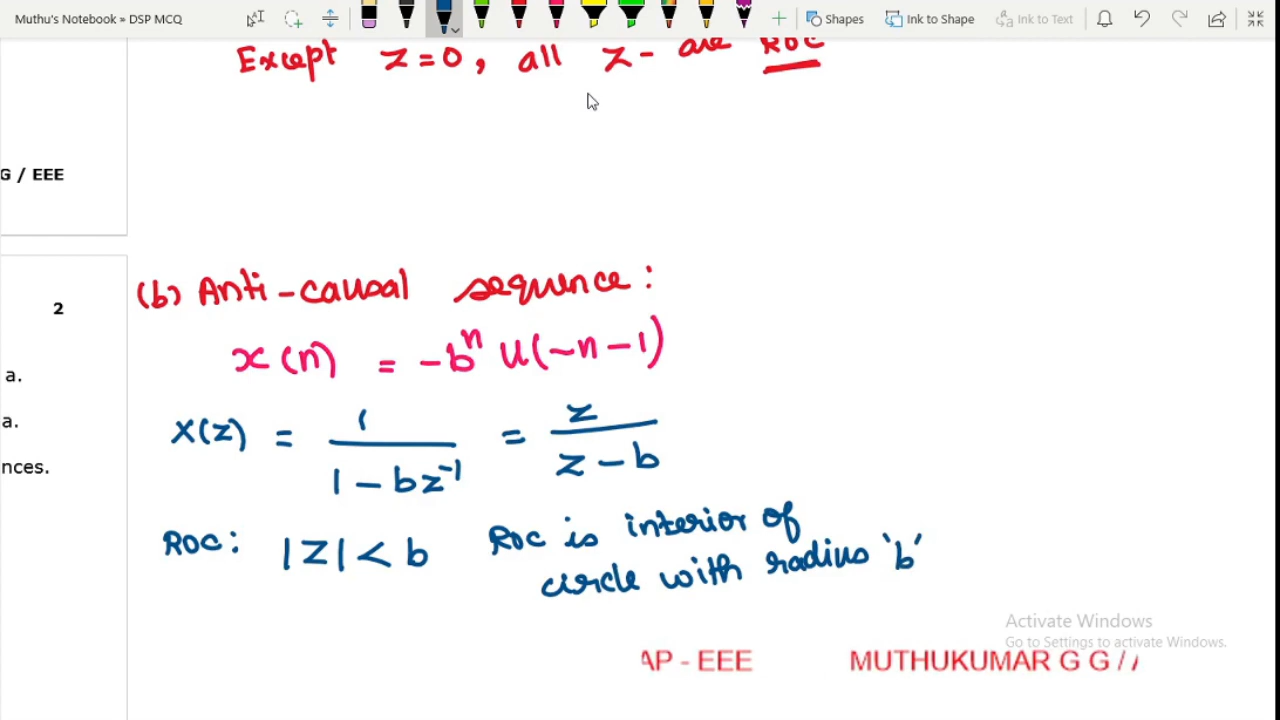 Muthu's Notebook » DSP MCQ
Shapes
Ink to Shape
Ink to Text
Except z=0, all z- are ROC
G / EEE
2
a.
a.
nces.
(b) Anti-causal sequence:
x(n) = -bⁿ u(-n-1)
X(z) = 1 / (1 - bz⁻¹) = z / (z - b)
ROC: |z| < b
ROC is interior of
circle with radius 'b'
Activate Windows
Go to Settings to activate Windows.
AP - EEE
MUTHUKUMAR G G / A